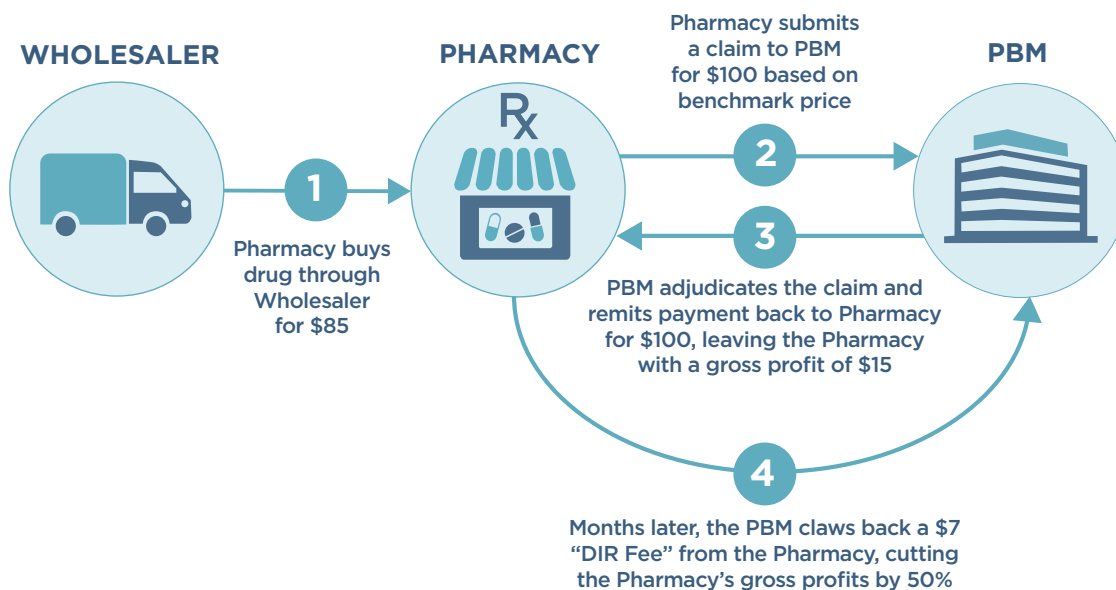 WHOLESALER
PHARMACY
Rx
Pharmacy submits
a claim to PBM
for $100 based on
benchmark price
PBM
1
Pharmacy buys
drug through
Wholesaler
for $85
2
3
PBM adjudicates the claim and
remits payment back to Pharmacy
for $100, leaving the Pharmacy
with a gross profit of $15
4
Months later, the PBM claws back a $7
“DIR Fee” from the Pharmacy, cutting
the Pharmacy’s gross profits by 50%